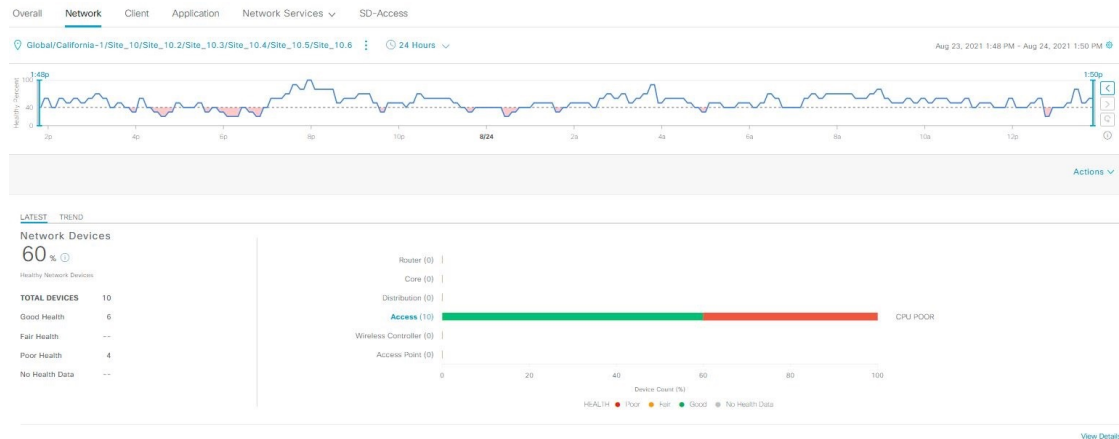 Overall Network Client Application Network Services SD-Access
Global/California-1/Site_10/Site_10.2/Site_10.3/Site_10.4/Site_10.5/Site_10.6 24 Hours Aug 23, 2021 1:48 PM - Aug 24, 2021 1:50 PM
1:48p 1:50p
Healthy Percent
100
40
0
2p 4p 6p 8p 10p 8/24 2a 4a 6a 8a 10a 12p
Actions
LATEST TREND
Network Devices
60 %
Healthy Network Devices
TOTAL DEVICES 10
Good Health 6
Fair Health --
Poor Health 4
No Health Data --
Router (0)
Core (0)
Distribution (0)
Access (10) CPU POOR
Wireless Controller (0)
Access Point (0)
0 20 40 60 80 100
Device Count (%)
HEALTH Poor Fair Good No Health Data
View Details